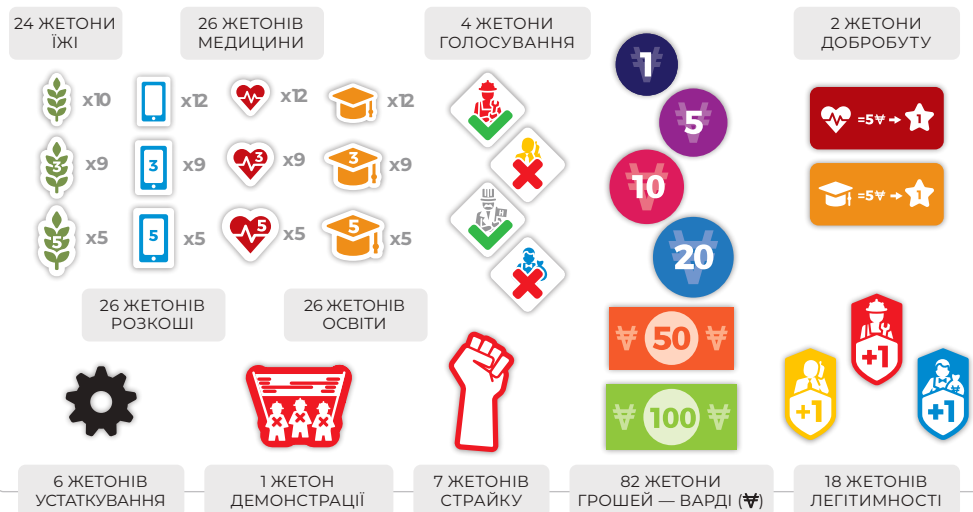 24 ЖЕТОНИ
ЇЖІ
26 ЖЕТОНІВ
МЕДИЦИНИ
4 ЖЕТОНИ
ГОЛОСУВАННЯ
2 ЖЕТОНИ
ДОБРОБУТУ
x10
x12
x12
x12
3
x9
3
x9
3
x9
3
x9
5
x5
5
x5
5
x5
5
x5
1
5
10
20
₩ 50 ₩
₩ 100 ₩
=5₩ → 1
=5₩ → 1
26 ЖЕТОНІВ
РОЗКОШІ
26 ЖЕТОНІВ
ОСВІТИ
+1
+1
+1
6 ЖЕТОНІВ
УСТАТКУВАННЯ
1 ЖЕТОН
ДЕМОНСТРАЦІЇ
7 ЖЕТОНІВ
СТРАЙКУ
82 ЖЕТОНИ
ГРОШЕЙ — ВАРДІ (₩)
18 ЖЕТОНІВ
ЛЕГІТИМНОСТІ